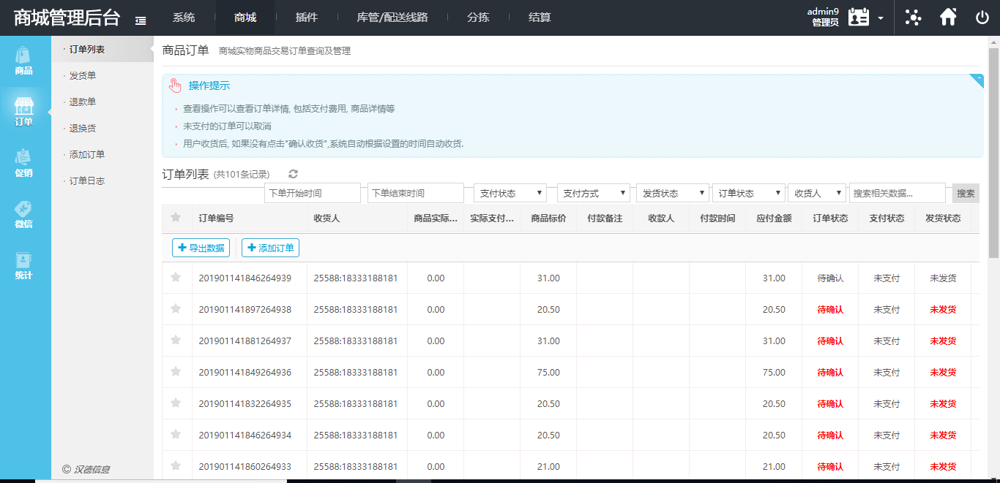 商城管理后台 系统 商城 插件 库管/配送线路 分拣 结算 admin9
管理员
商品
订单
促销
微信
统计
· 订单列表
· 发货单
· 退款单
· 退换货
· 添加订单
· 订单日志
© 汉德信息
商品订单 商城实物商品交易订单查询及管理
操作提示
· 查看操作可以查看订单详情, 包括支付费用, 商品详情等
· 未支付的订单可以取消
· 用户收货后, 如果没有点击"确认收货",系统自动根据设置的时间自动收货.
订单列表 (共101条记录)
下单开始时间 下单结束时间 支付状态 支付方式 发货状态 订单状态 收货人 搜索相关数据... 搜索
订单编号 收货人 商品实际... 实际支付... 商品标价 付款备注 收款人 付款时间 应付金额 订单状态 支付状态 发货状态
导出数据 添加订单
201901141846264939 25588:18333188181 0.00 31.00 31.00 待确认 未支付 未发货
201901141897264938 25588:18333188181 0.00 20.50 20.50 待确认 未支付 未发货
201901141881264937 25588:18333188181 0.00 31.00 31.00 待确认 未支付 未发货
201901141849264936 25588:18333188181 0.00 75.00 75.00 待确认 未支付 未发货
201901141832264935 25588:18333188181 0.00 20.50 20.50 待确认 未支付 未发货
201901141846264934 25588:18333188181 0.00 20.50 20.50 待确认 未支付 未发货
201901141860264933 25588:18333188181 0.00 21.00 21.00 待确认 未支付 未发货